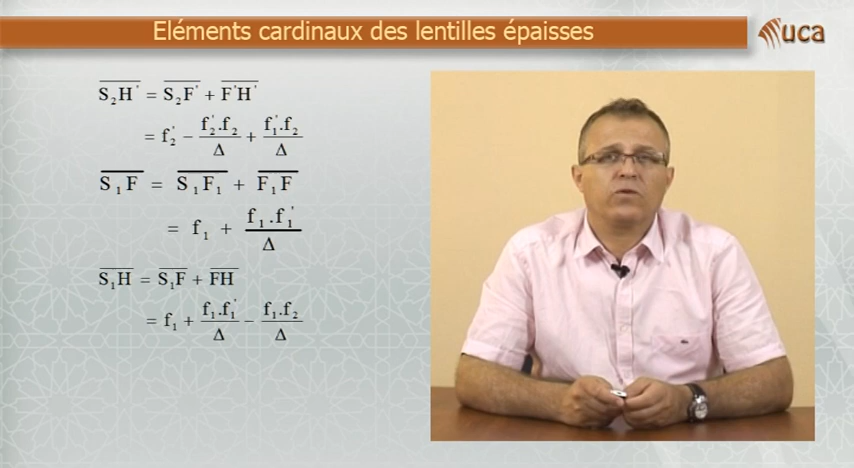 Eléments cardinaux des lentilles épaisses
uca
S₂H' = S₂F' + F'H'
= f₂' − f₂'.f₂ / Δ + f₁'.f₂ / Δ
S₁F = S₁F₁ + F₁F
= f₁ + f₁.f₁' / Δ
S₁H = S₁F + FH
= f₁ + f₁.f₁' / Δ − f₁.f₂ / Δ